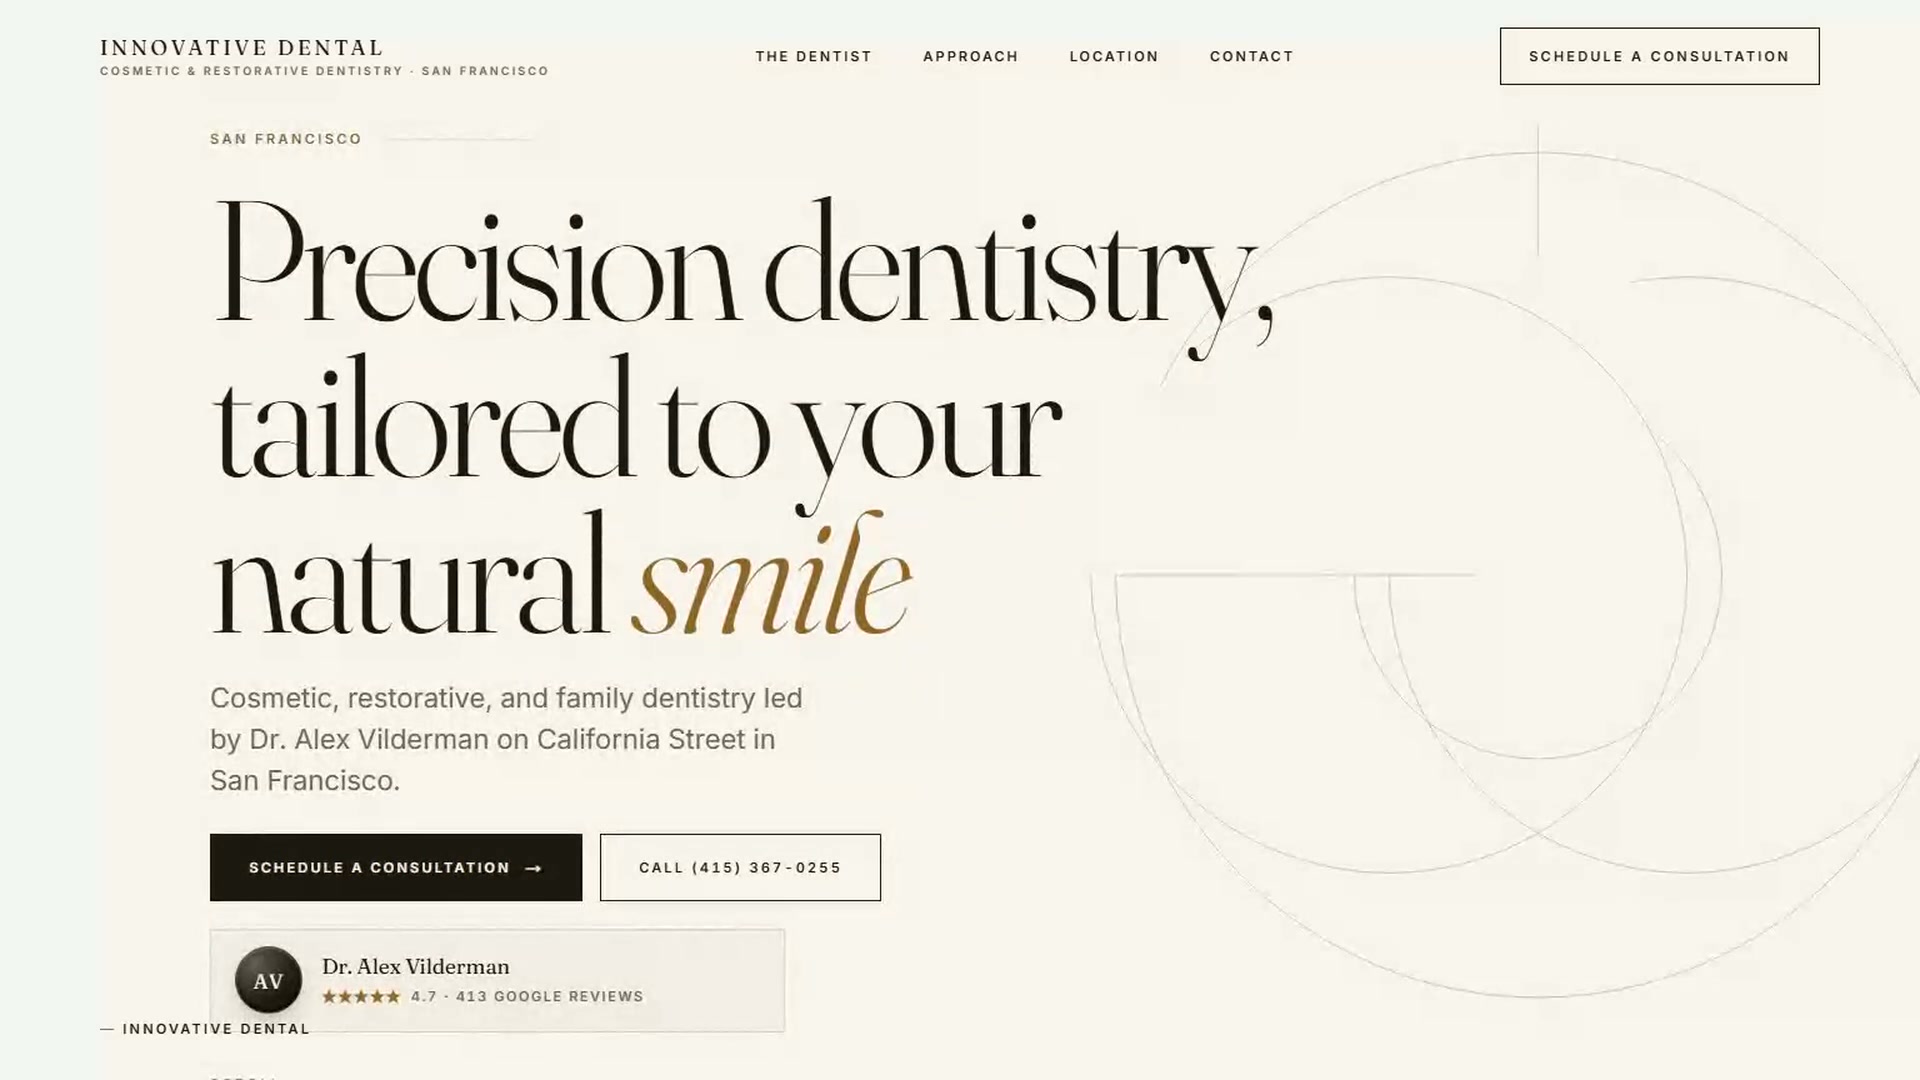 INNOVATIVE DENTAL
COSMETIC & RESTORATIVE DENTISTRY · SAN FRANCISCO
THE DENTIST
APPROACH
LOCATION
CONTACT
SCHEDULE A CONSULTATION
SAN FRANCISCO
Precision dentistry,
tailored to your
natural smile
Cosmetic, restorative, and family dentistry led
by Dr. Alex Vilderman on California Street in
San Francisco.
SCHEDULE A CONSULTATION →
CALL (415) 367-0255
AV
Dr. Alex Vilderman
★★★★★ 4.7 · 413 GOOGLE REVIEWS
— INNOVATIVE DENTAL